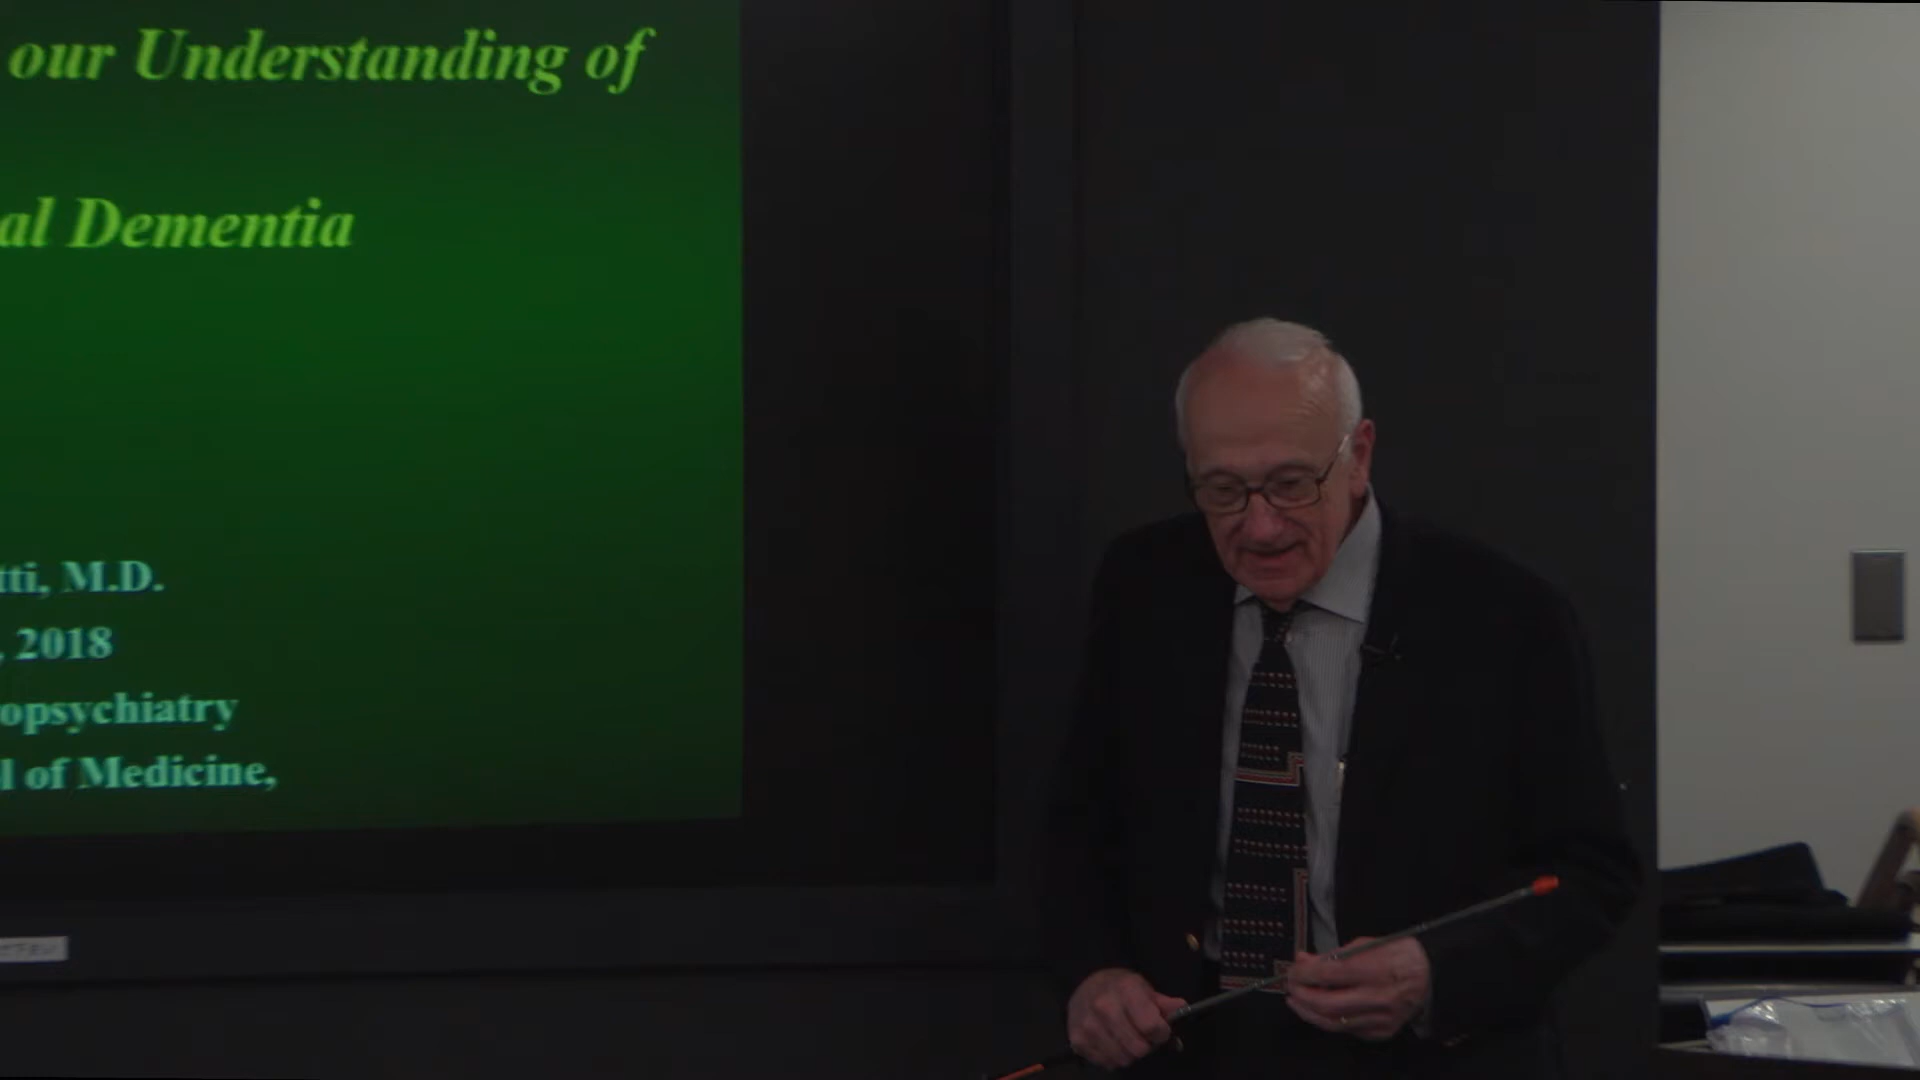 our Understanding of
al Dementia
tti, M.D.
, 2018
opsychiatry
l of Medicine,